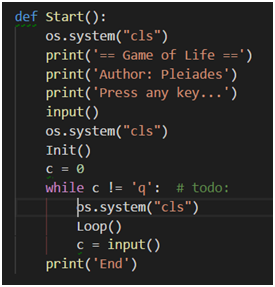 def Start():
    os.system("cls")
    print('== Game of Life ==')
    print('Author: Pleiades')
    print('Press any key...')
    input()
    os.system("cls")
    Init()
    c = 0
    while c != 'q':  # todo:
        os.system("cls")
        Loop()
        c = input()
    print('End')